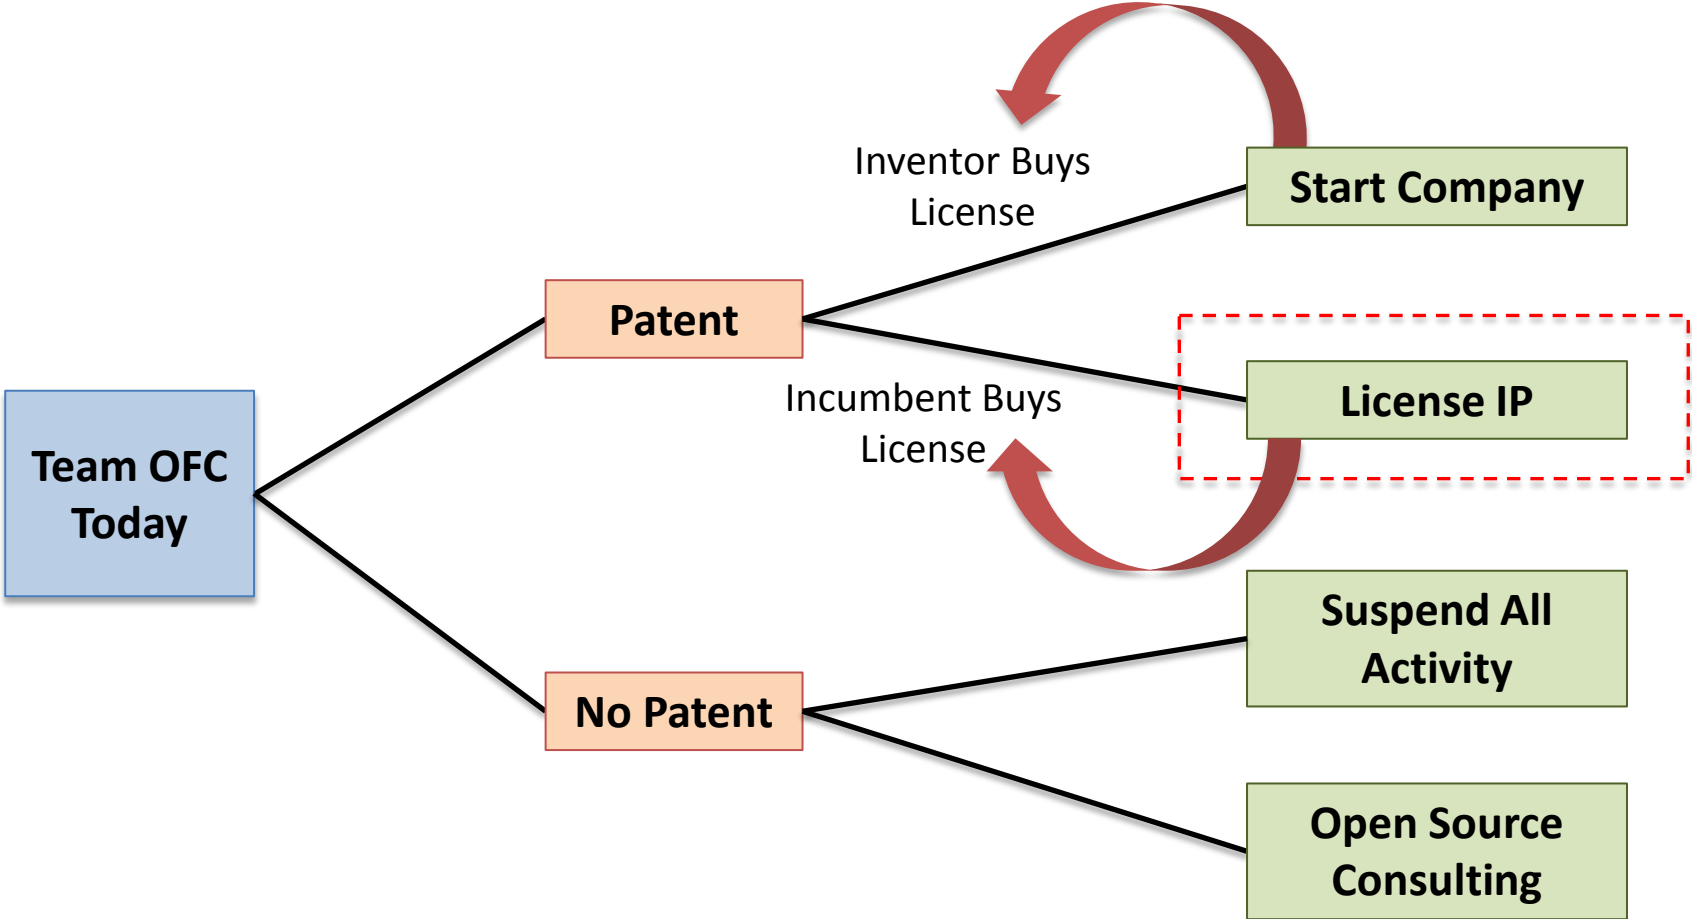 Inventor Buys
License
Start Company
Patent
Incumbent Buys
License
License IP
Team OFC
Today
Suspend All
Activity
No Patent
Open Source
Consulting